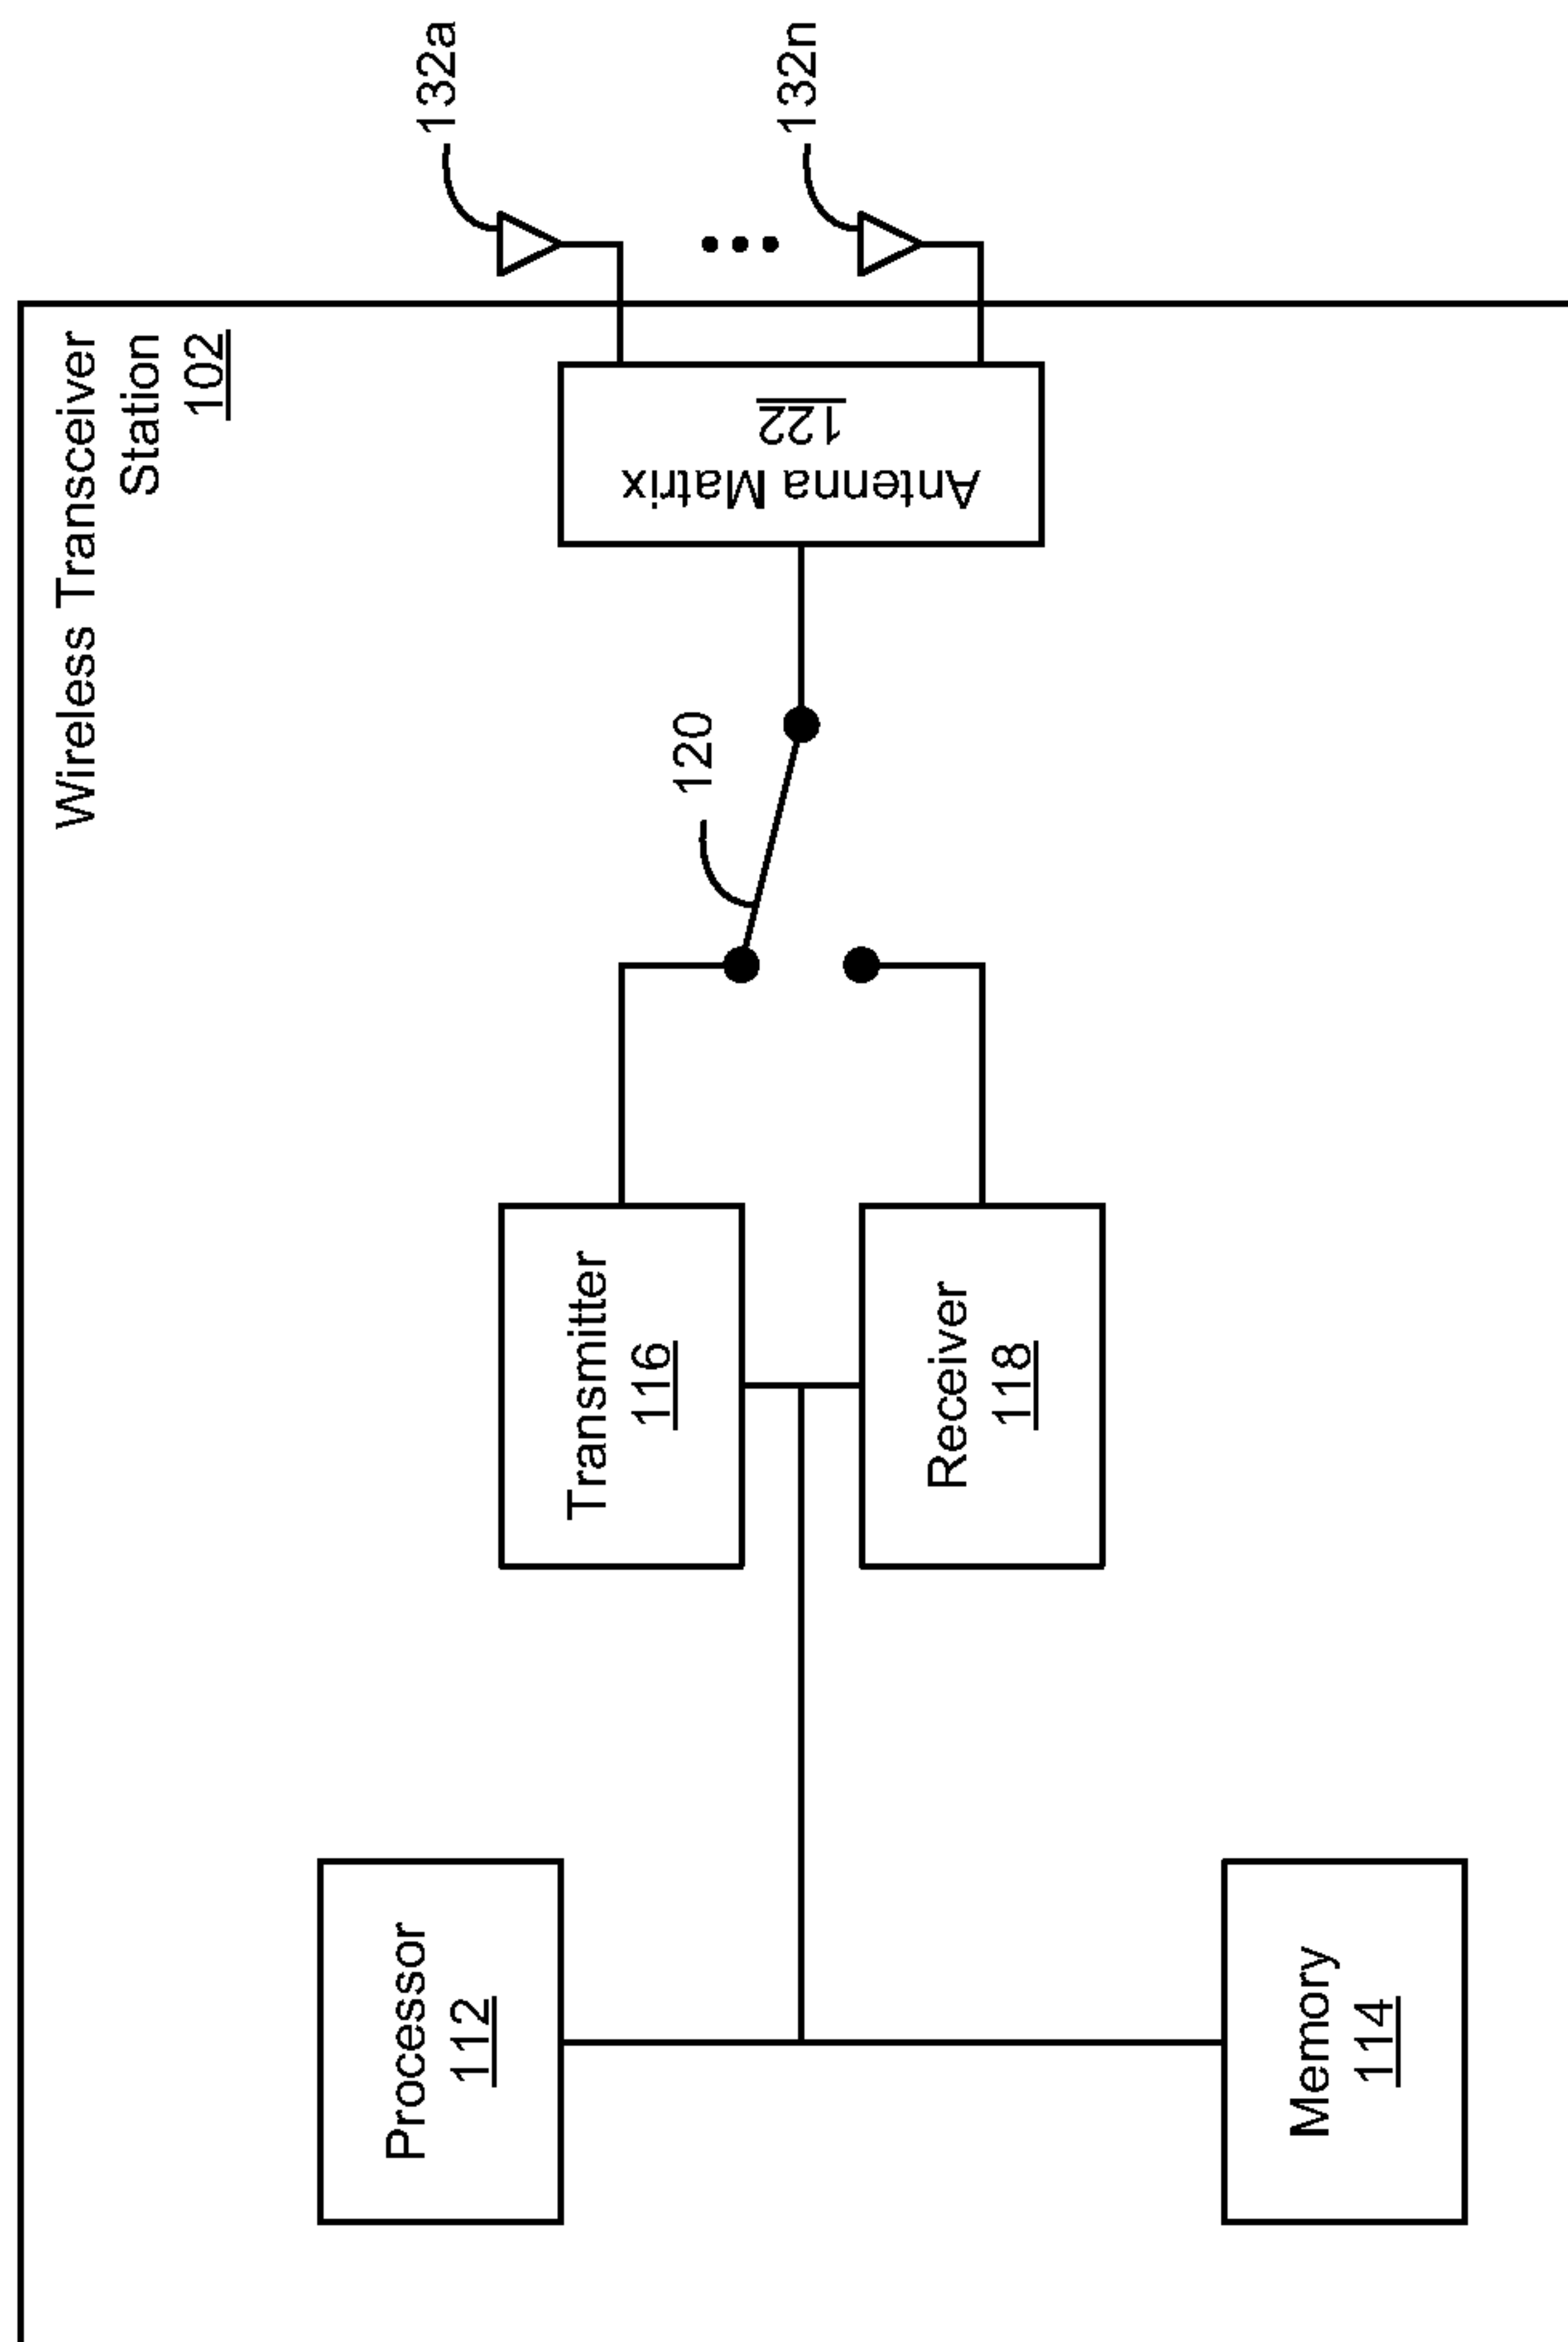 Wireless Transceiver
Station
102
Processor
112
Memory
114
Transmitter
116
Receiver
118
120
Antenna Matrix
122
132a
132n